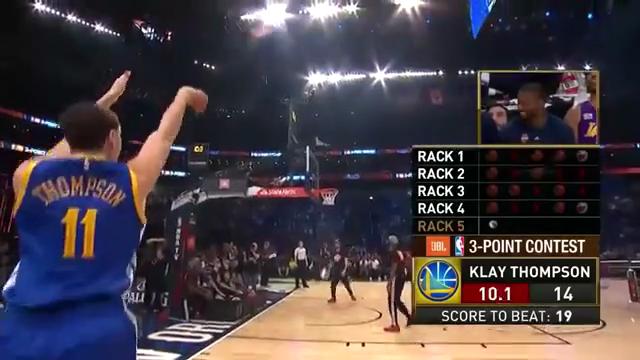 THOMPSON
11
RACK 1
RACK 2
RACK 3
RACK 4
RACK 5
JBL 3-POINT CONTEST
KLAY THOMPSON
10.1 14
SCORE TO BEAT: 19